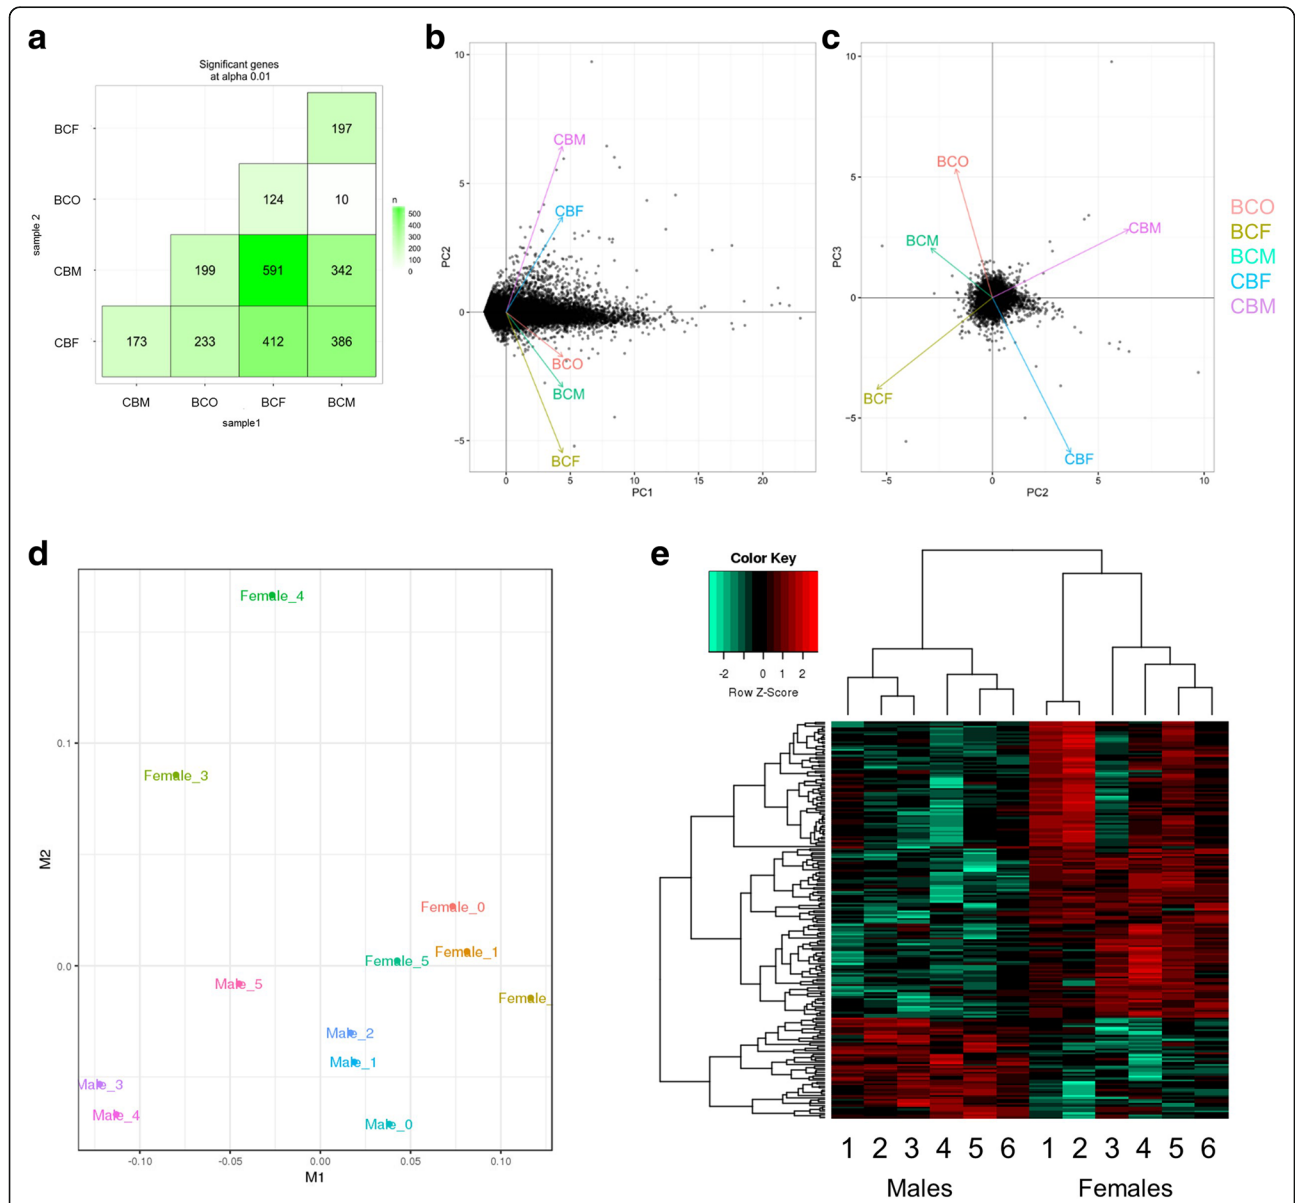 a
Significant genes
at alpha 0.01
BCF
197
BCO
124
10
CBM
199
591
342
CBF
173
233
412
386
CBM
BCO
BCF
BCM
sample1
sample 2
n
500
400
300
200
100
0
b
10
5
0
−5
PC2
CBM
CBF
BCO
BCM
BCF
0
5
10
15
20
PC1
c
10
5
0
−5
PC3
BCO
CBM
BCM
BCF
CBF
−5
0
5
10
PC2
BCO
BCF
BCM
CBF
CBM
d
Female_4
Female_3
Female_0
Female_1
Female_5
Female_
Male_5
Male_2
Male_1
Male_3
Male_4
Male_0
0.1
0.0
M2
-0.10
-0.05
0.00
0.05
0.10
M1
e
Color Key
-2 0 1 2
Row Z-Score
1 2 3 4 5 6 1 2 3 4 5 6
Males Females